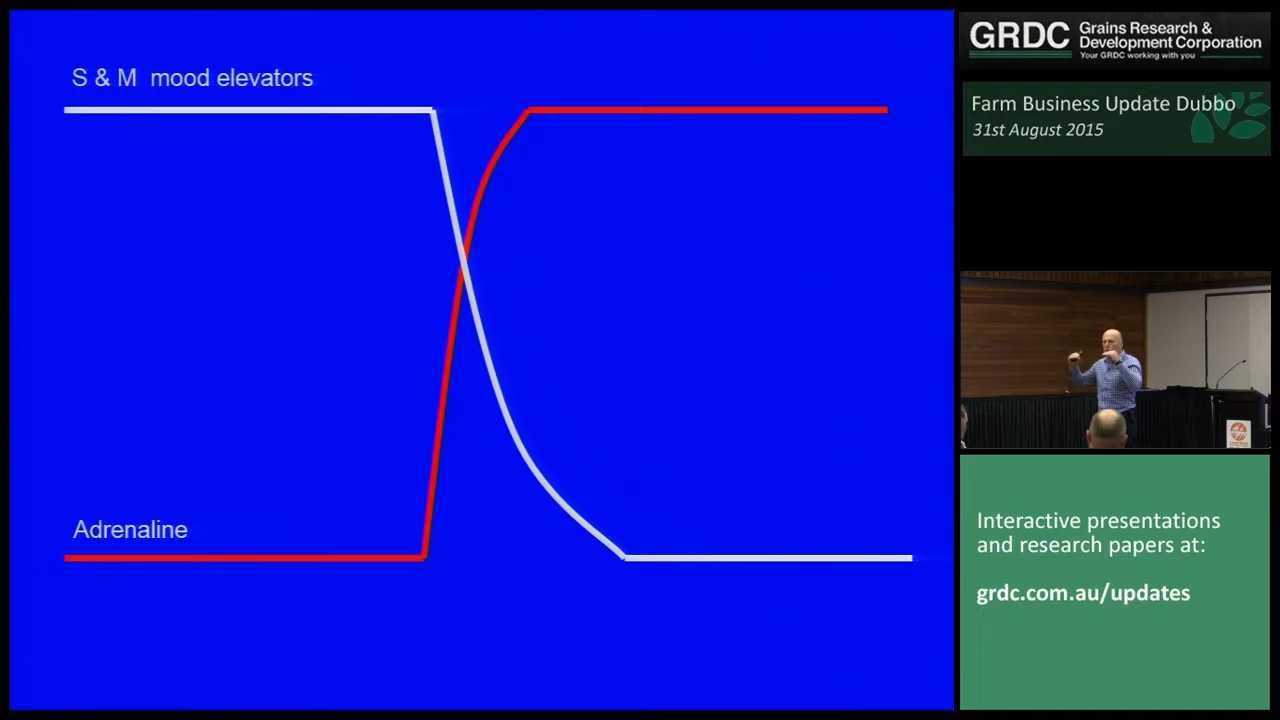 S & M mood elevators
Adrenaline
GRDC
Grains Research &
Development Corporation
Your GRDC working with you
Farm Business Update Dubbo
31st August 2015
Interactive presentations
and research papers at:
grdc.com.au/updates